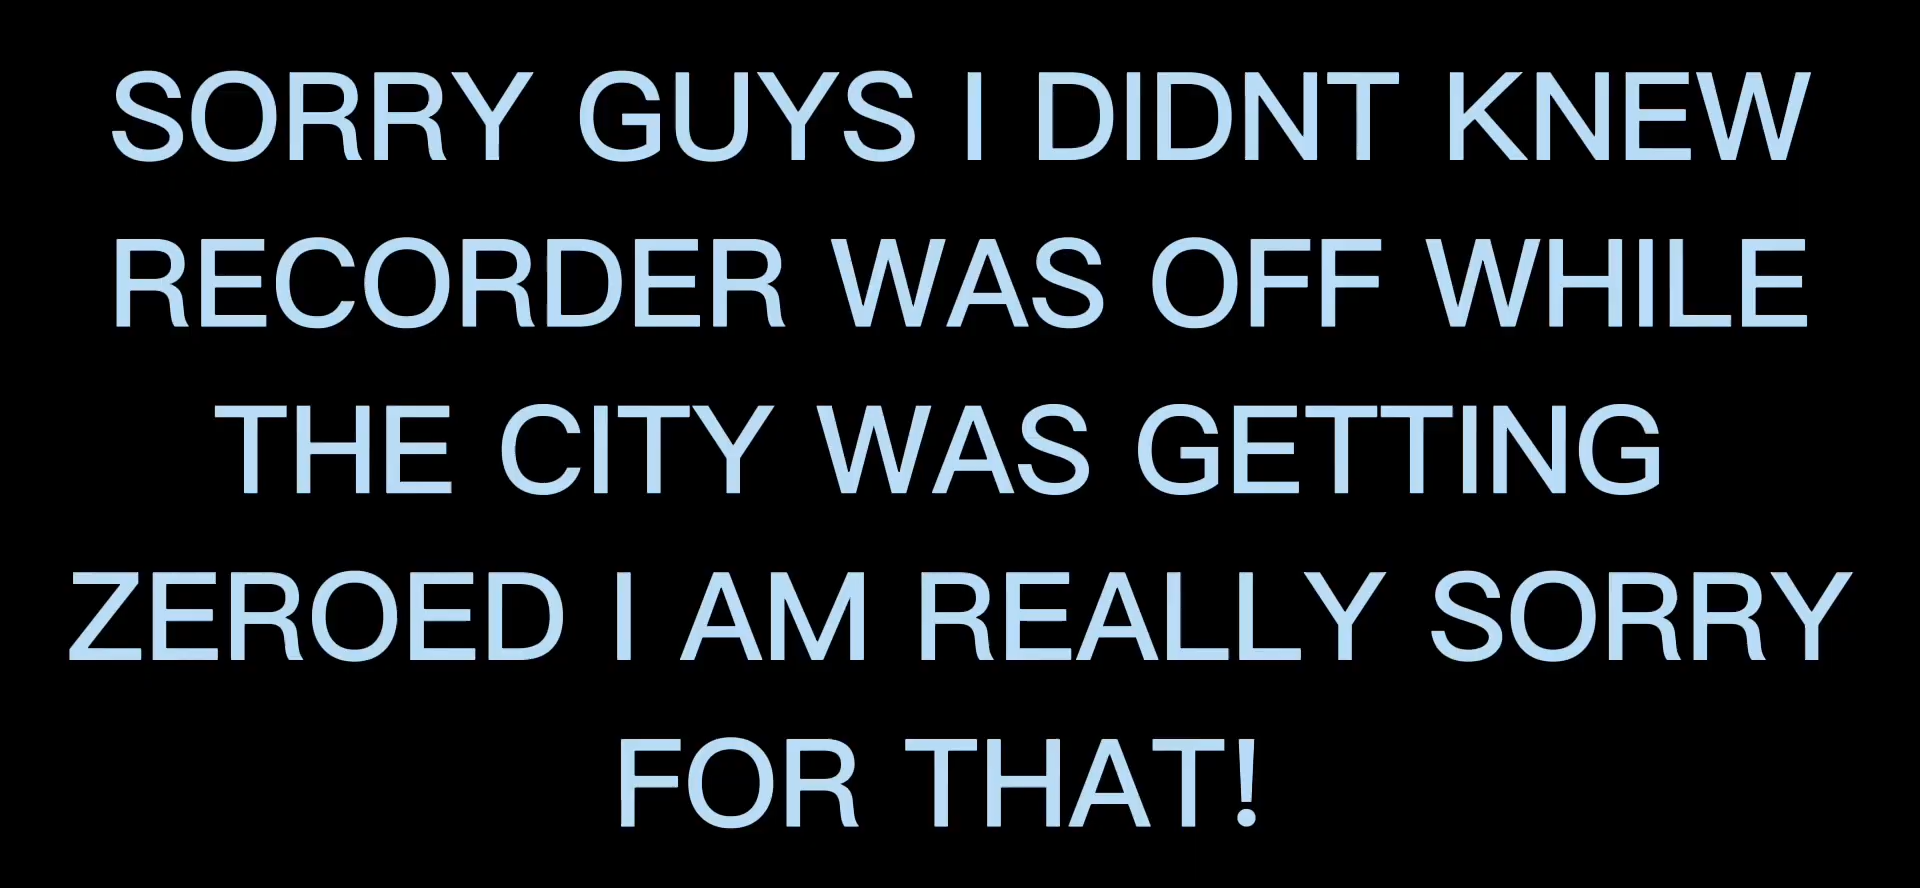 SORRY GUYS I DIDNT KNEW
RECORDER WAS OFF WHILE
THE CITY WAS GETTING
ZEROED I AM REALLY SORRY
FOR THAT!